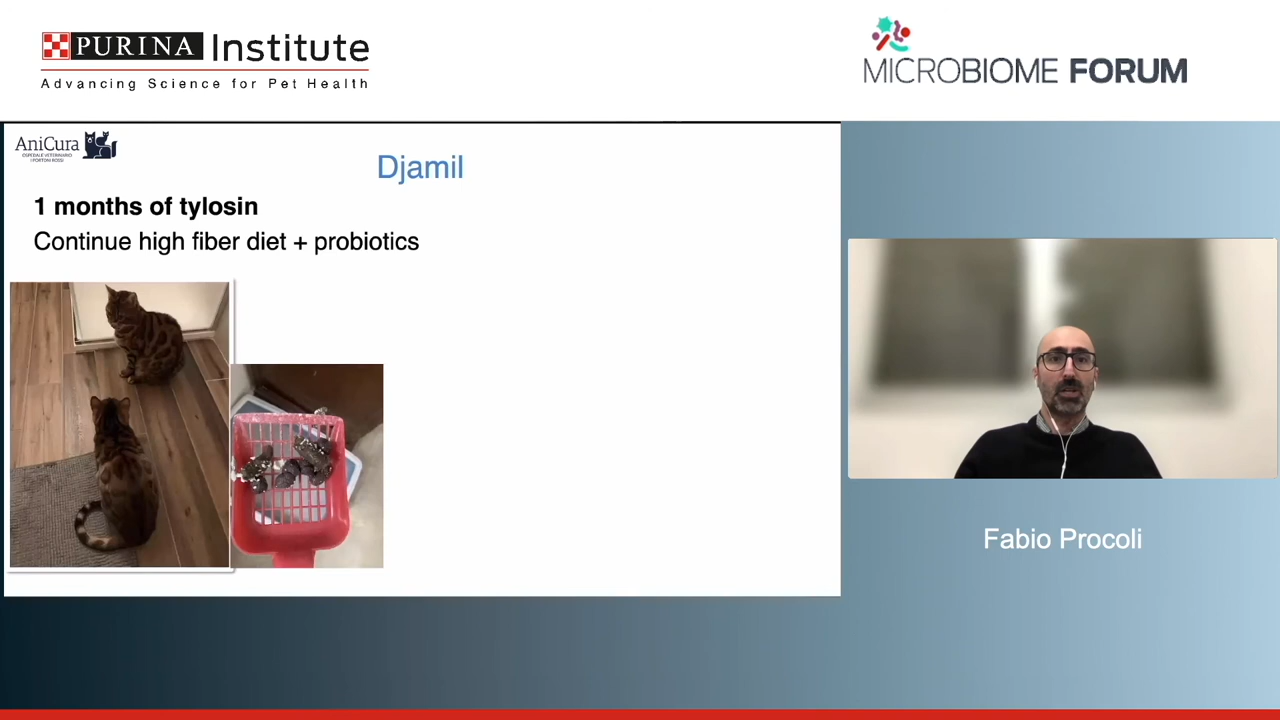 PURINA Institute
Advancing Science for Pet Health
MICROBIOME FORUM
AniCura
OSPEDALE VETERINARIO
I PORTONI ROSSI
Djamil
1 months of tylosin
Continue high fiber diet + probiotics
Fabio Procoli